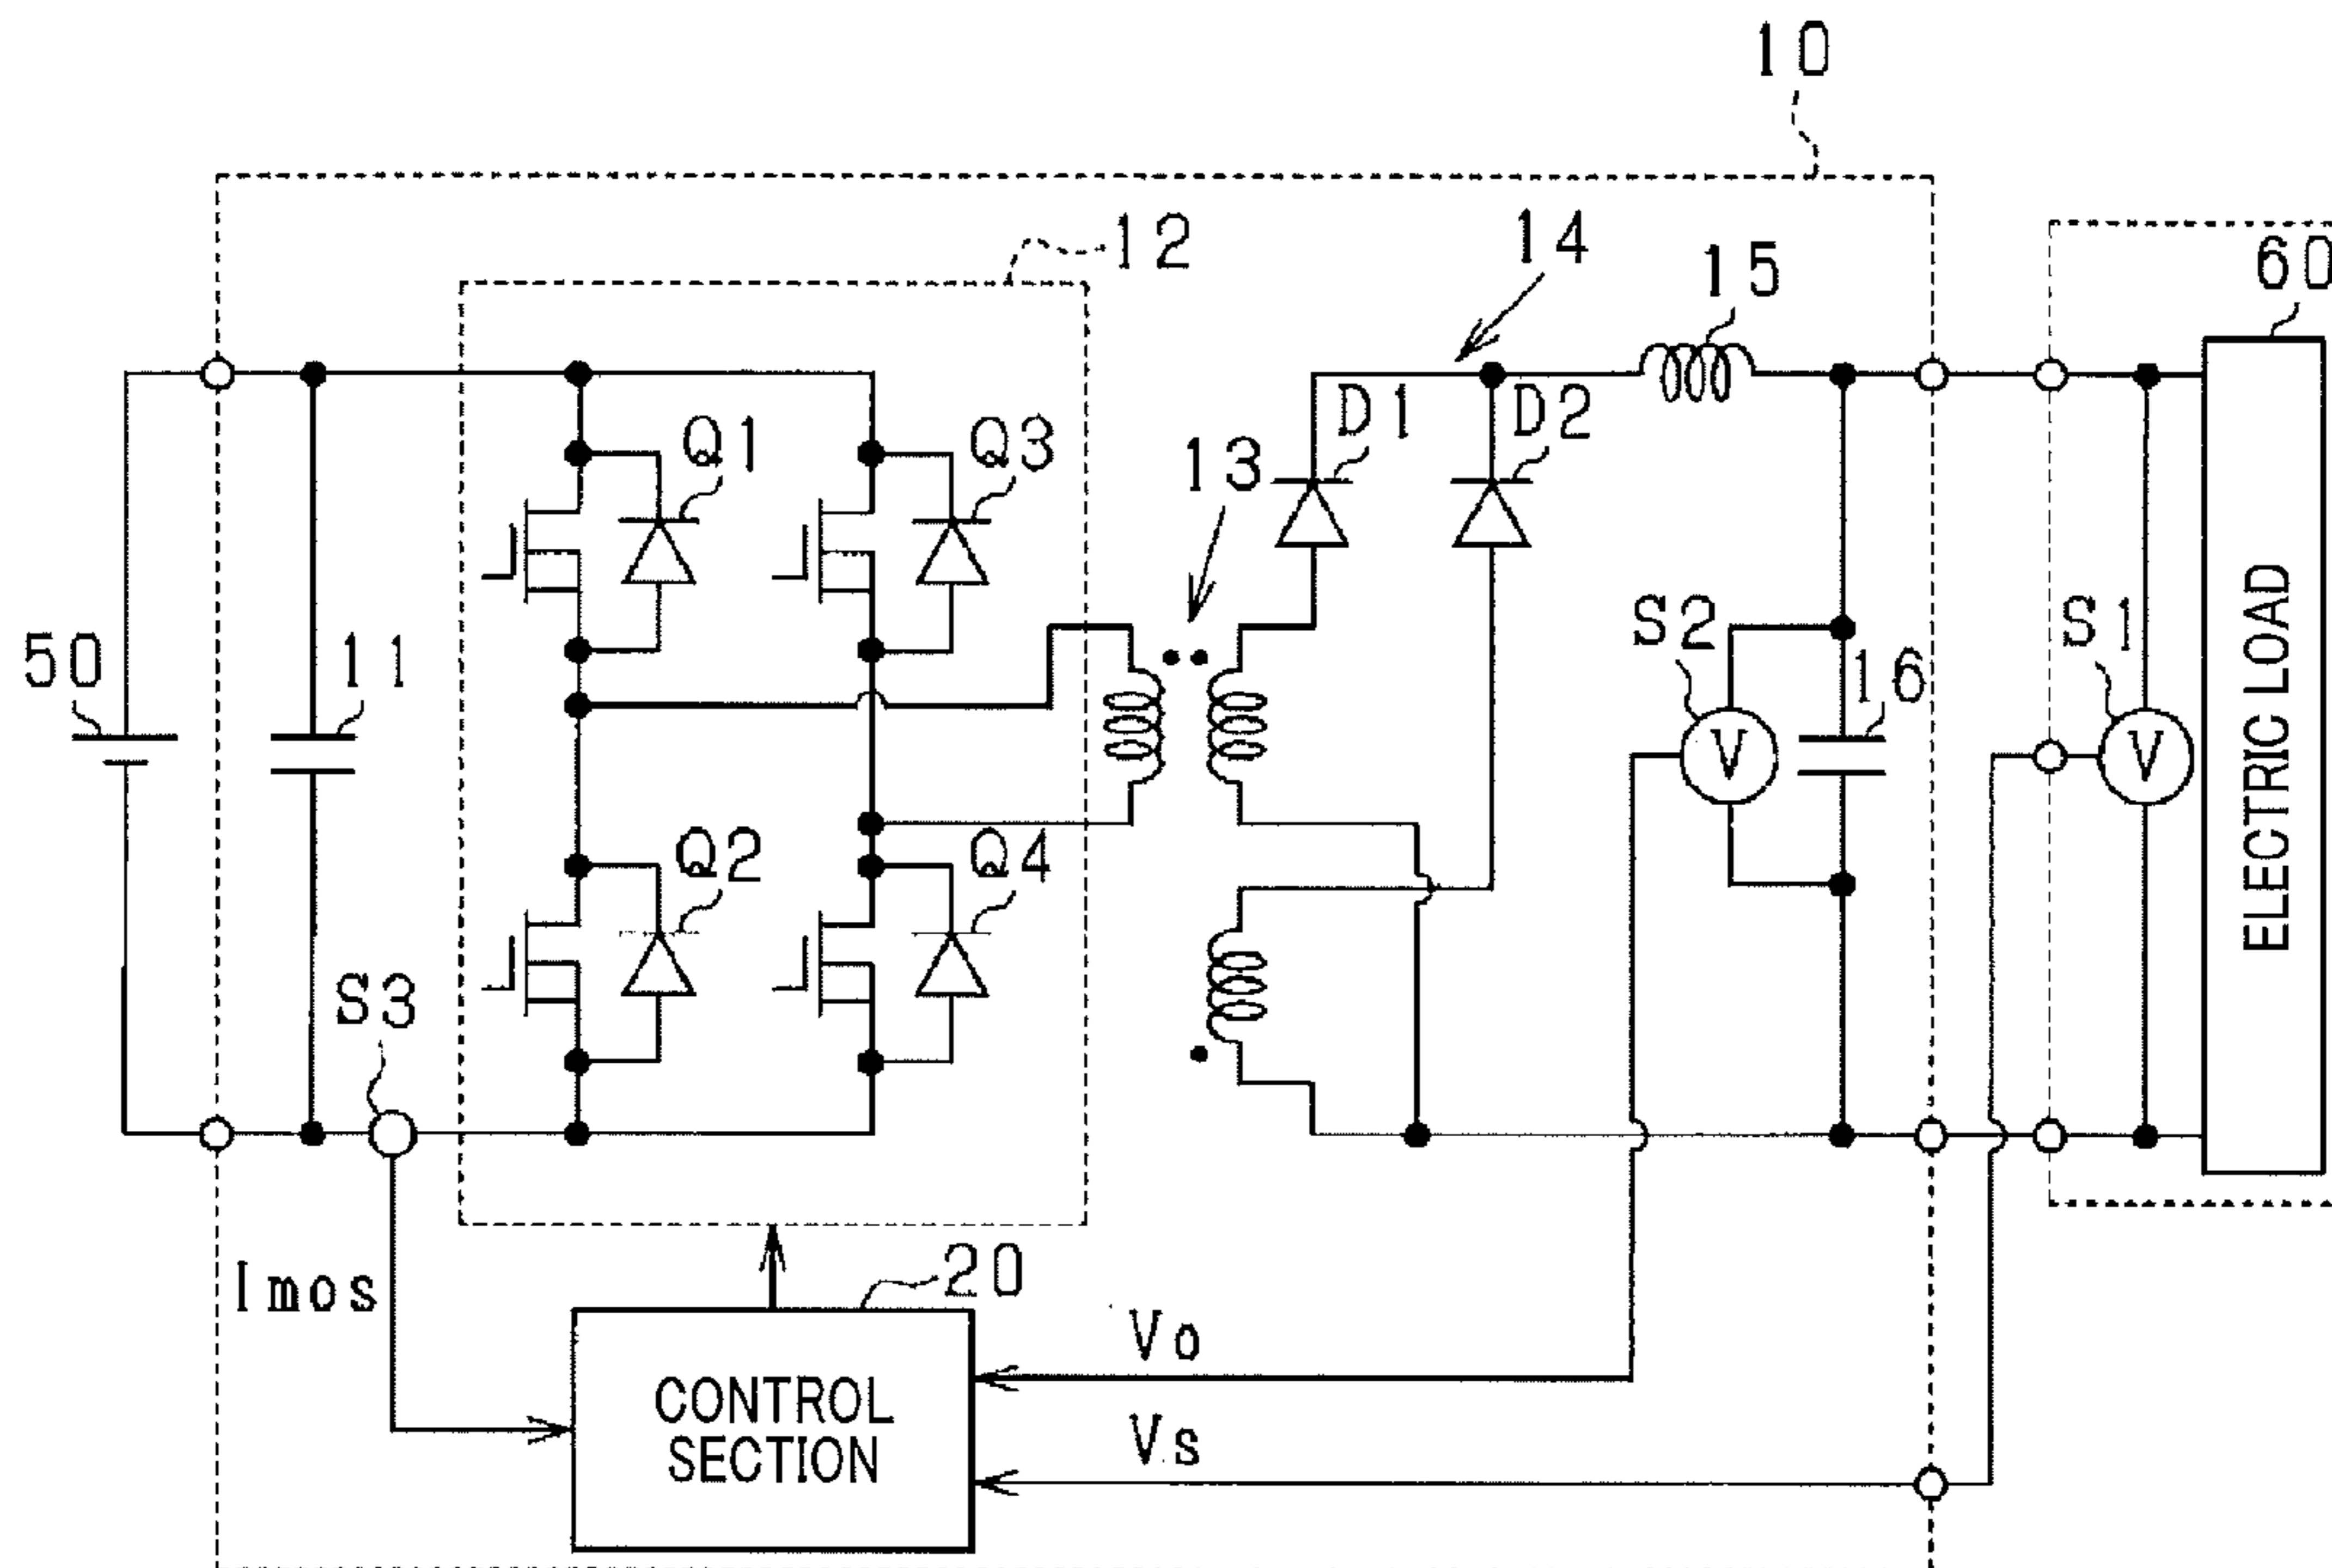 10
12
14
15
60
Q1
Q3
D1
D2
13
50
11
S2
16
S1
V
V
ELECTRIC LOAD
Q2
Q4
S3
Imos
20
Vo
CONTROL
SECTION
Vs